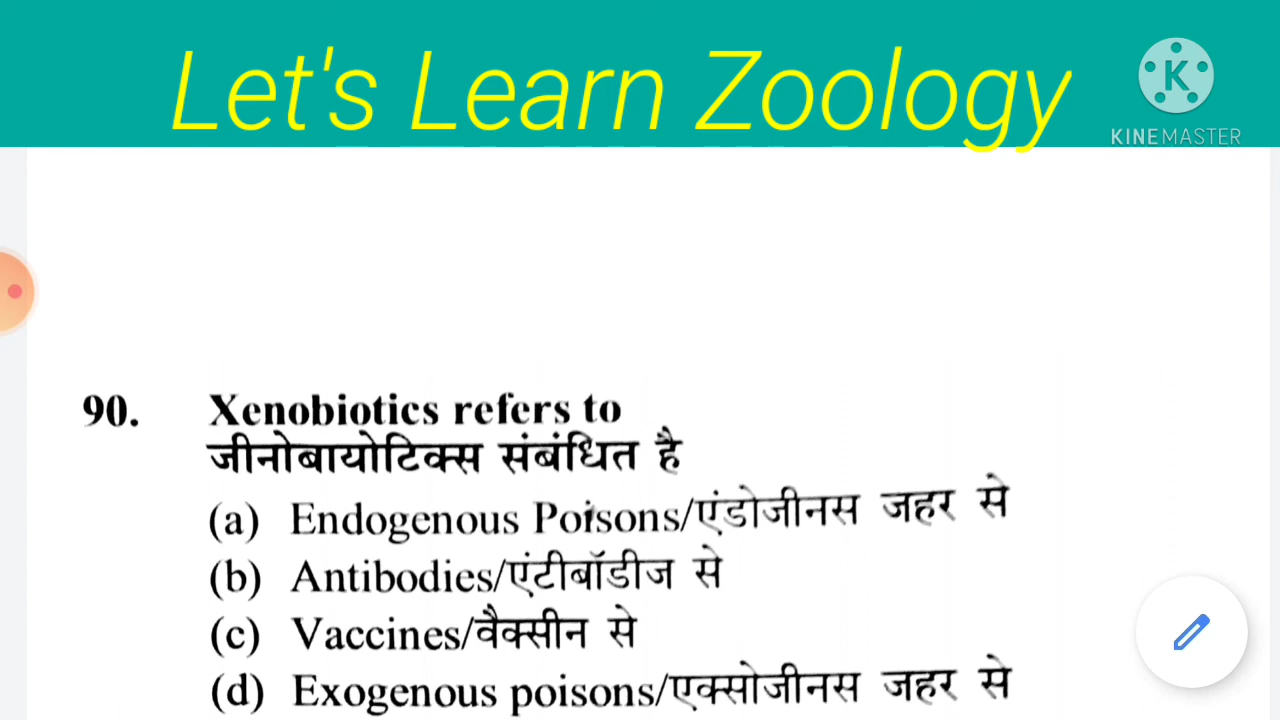 Let's Learn Zoology
K
KINEMASTER
90. Xenobiotics refers to
जीनोबायोटिक्स संबंधित है
(a) Endogenous Poisons/एंडोजीनस जहर से
(b) Antibodies/एंटीबॉडीज से
(c) Vaccines/वैक्सीन से
(d) Exogenous poisons/एक्सोजीनस जहर से